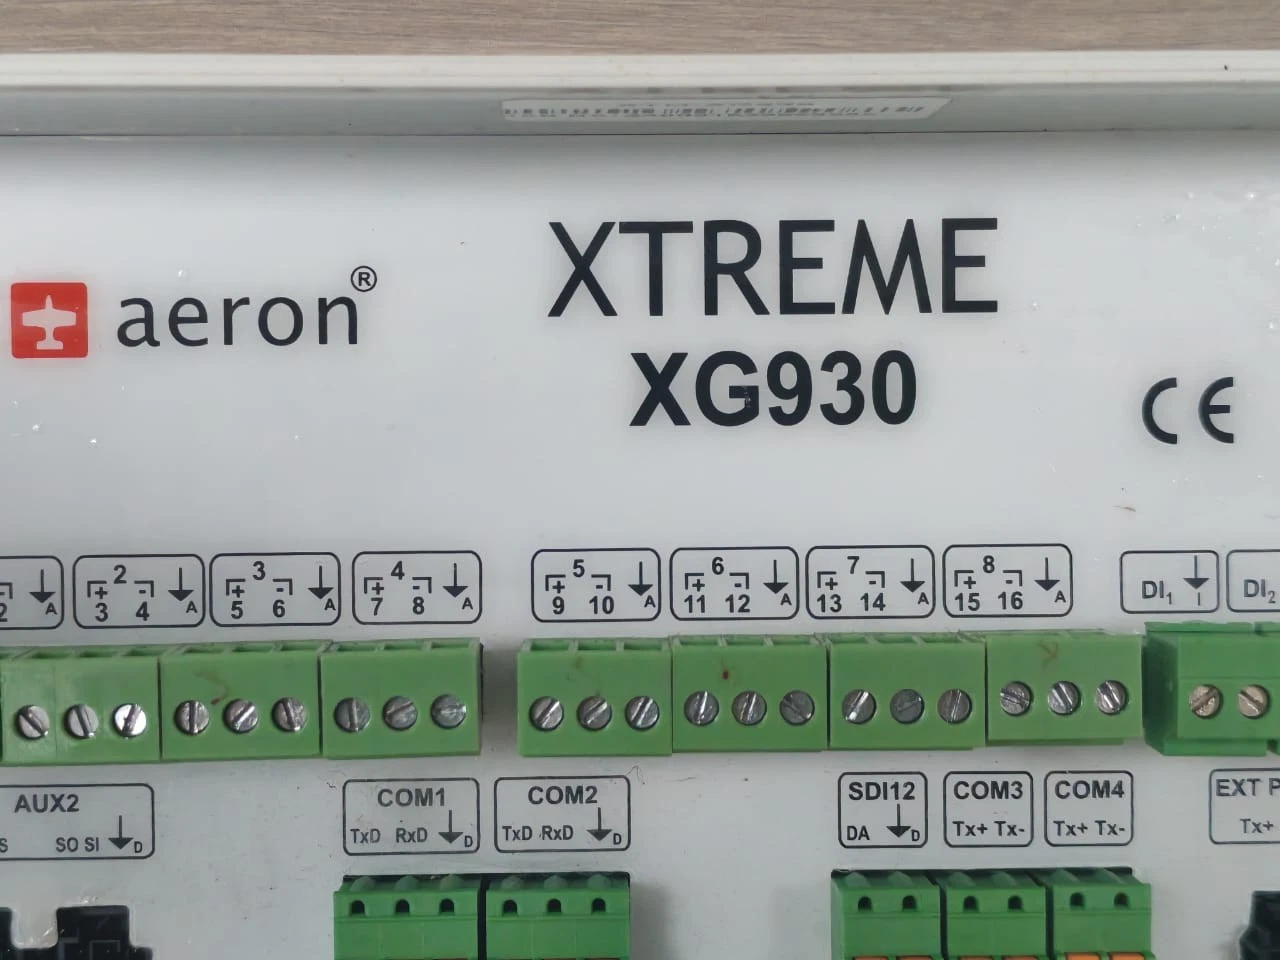 aeron®
XTREME
XG930
CE
2 A
2 3 4 A
3 5 6 A
4 7 8 A
5 9 10 A
6 11 12 A
7 13 14 A
8 15 16 A
DI1 I
DI2
AUX2
S SO SI D
COM1
TxD RxD D
COM2
TxD RxD D
SDI12
DA D
COM3
Tx+ Tx-
COM4
Tx+ Tx-
EXT P
Tx+